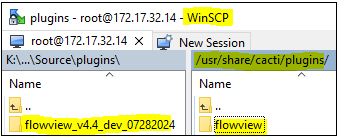 plugins - root@172.17.32.14 - WinSCP
root@172.17.32.14 × New Session
K:\...\Source\plugins\ /usr/share/cacti/plugins/
Name Name
.. ..
flowview_v4.4_dev_07282024 flowview